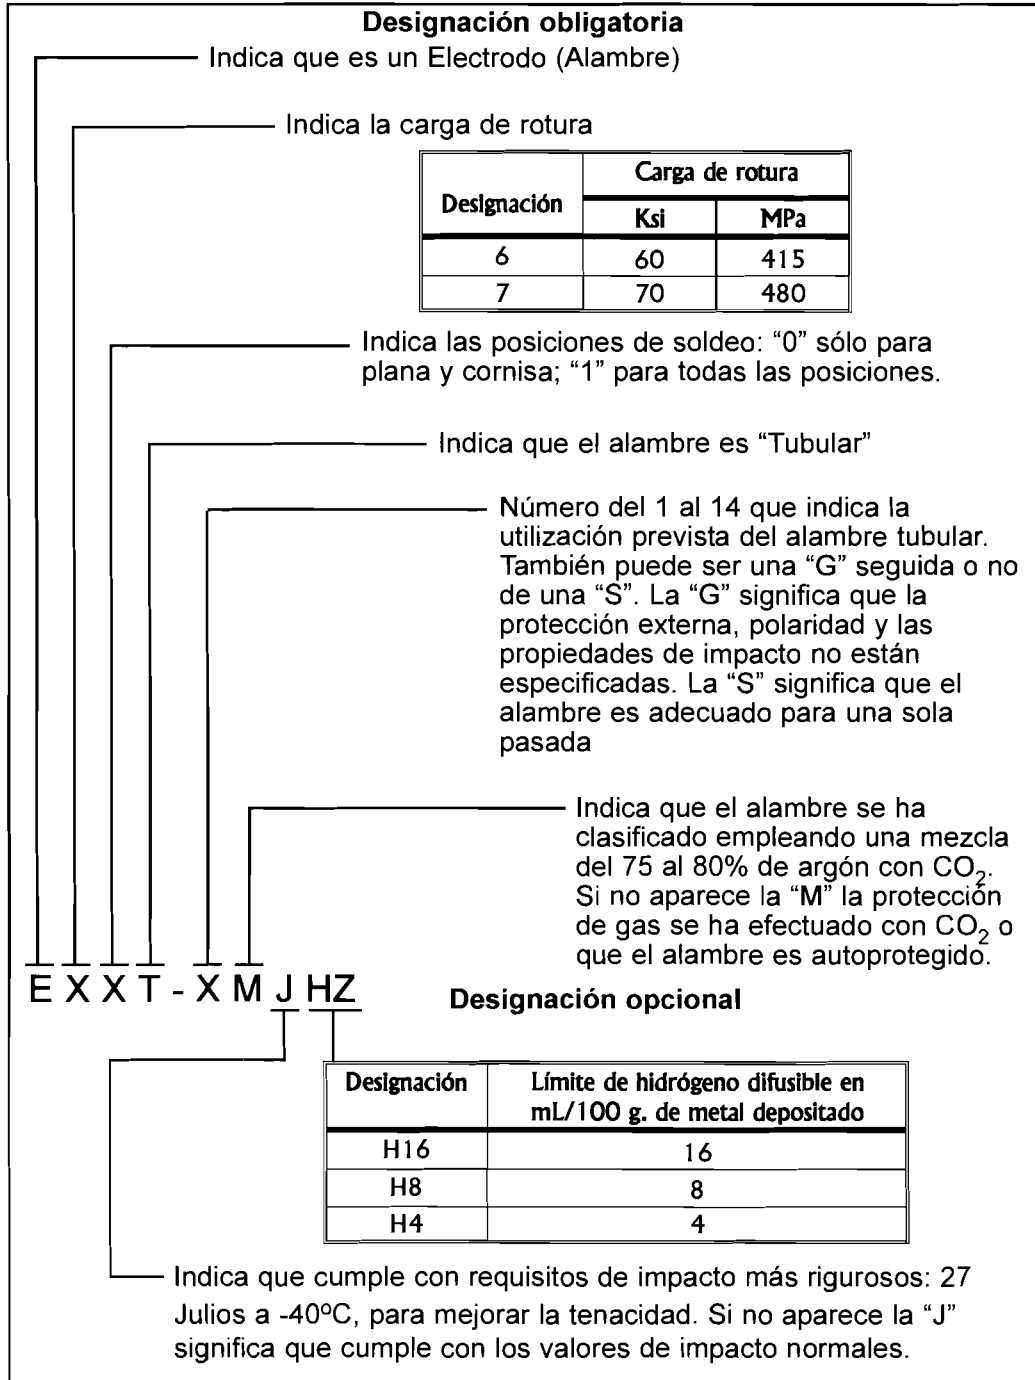 Designación obligatoria
Indica que es un Electrodo (Alambre)
Indica la carga de rotura
Designación
Carga de rotura
Ksi
MPa
6
60
415
7
70
480
Indica las posiciones de soldeo: “0” sólo para
plana y cornisa; “1” para todas las posiciones.
Indica que el alambre es “Tubular”
Número del 1 al 14 que indica la
utilización prevista del alambre tubular.
También puede ser una “G” seguida o no
de una “S”. La “G” significa que la
protección externa, polaridad y las
propiedades de impacto no están
especificadas. La “S” significa que el
alambre es adecuado para una sola
pasada
Indica que el alambre se ha
clasificado empleando una mezcla
del 75 al 80% de argón con CO₂.
Si no aparece la “M” la protección
de gas se ha efectuado con CO₂ o
que el alambre es autoprotegido.
E X X T - X M J HZ
Designación opcional
Designación
Límite de hidrógeno difusible en
mL/100 g. de metal depositado
H16
16
H8
8
H4
4
Indica que cumple con requisitos de impacto más rigurosos: 27
Julios a -40ºC, para mejorar la tenacidad. Si no aparece la “J”
significa que cumple con los valores de impacto normales.